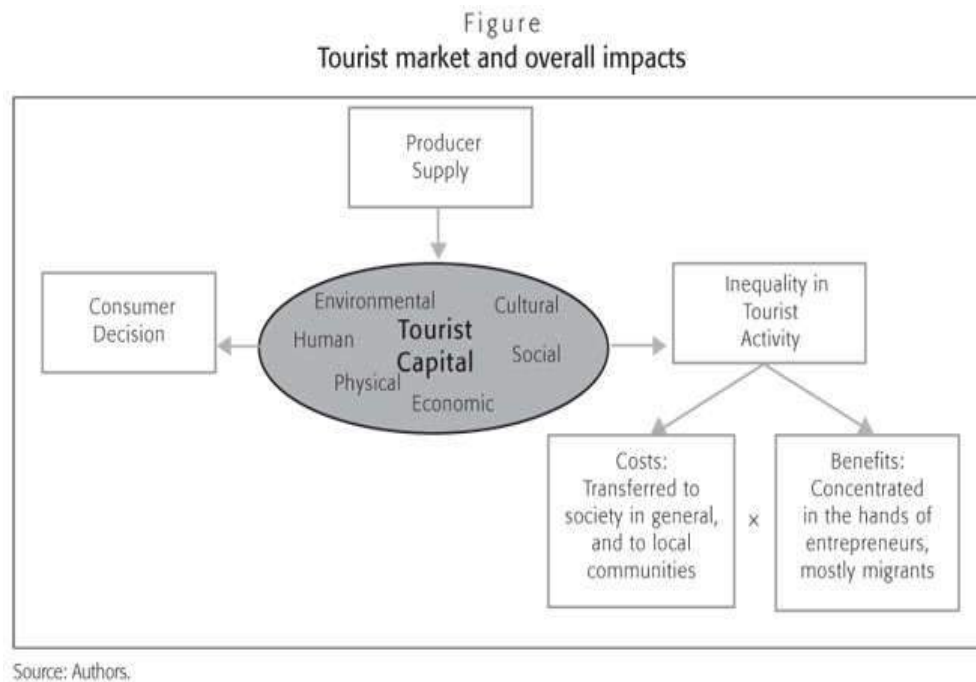 Figure
Tourist market and overall impacts
Producer
Supply
Consumer
Decision
Environmental
Cultural
Human
Tourist
Capital
Social
Physical
Economic
Inequality in
Tourist
Activity
Costs:
Transferred to
society in general,
and to local
communities
×
Benefits:
Concentrated
in the hands of
entrepreneurs,
mostly migrants
Source: Authors.